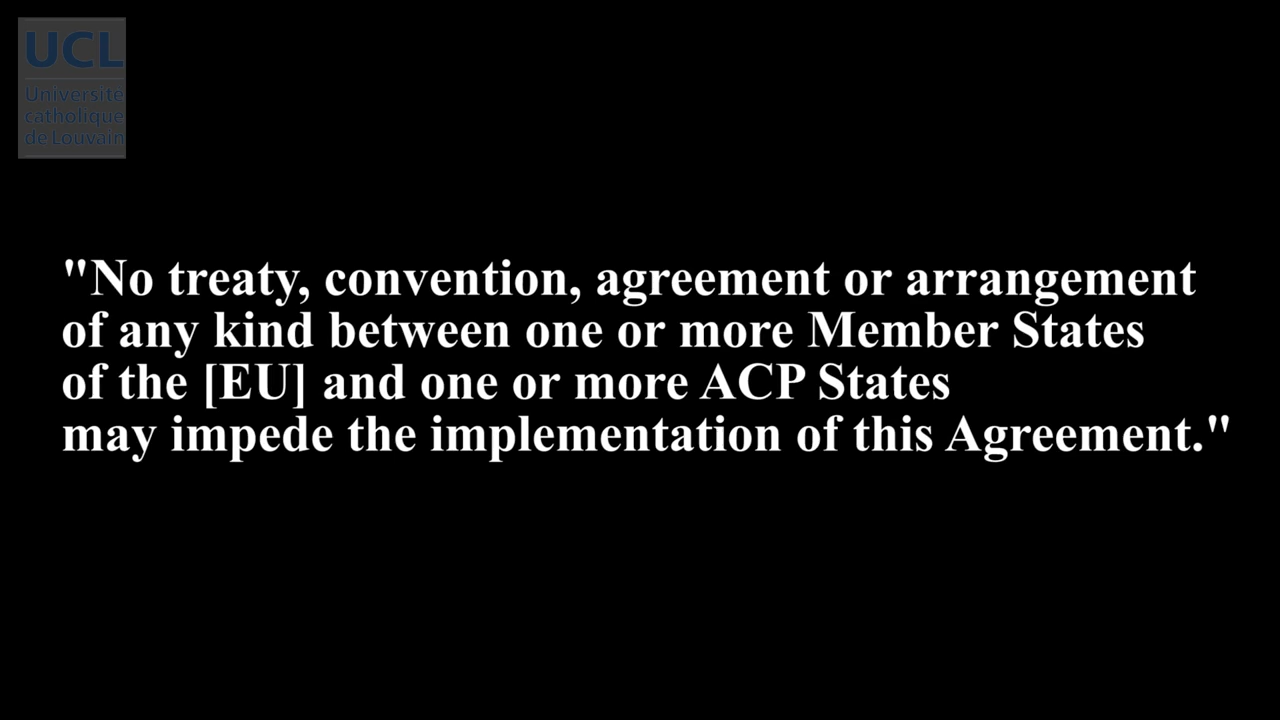 UCL
Université
catholique
de Louvain
"No treaty, convention, agreement or arrangement
of any kind between one or more Member States
of the [EU] and one or more ACP States
may impede the implementation of this Agreement."